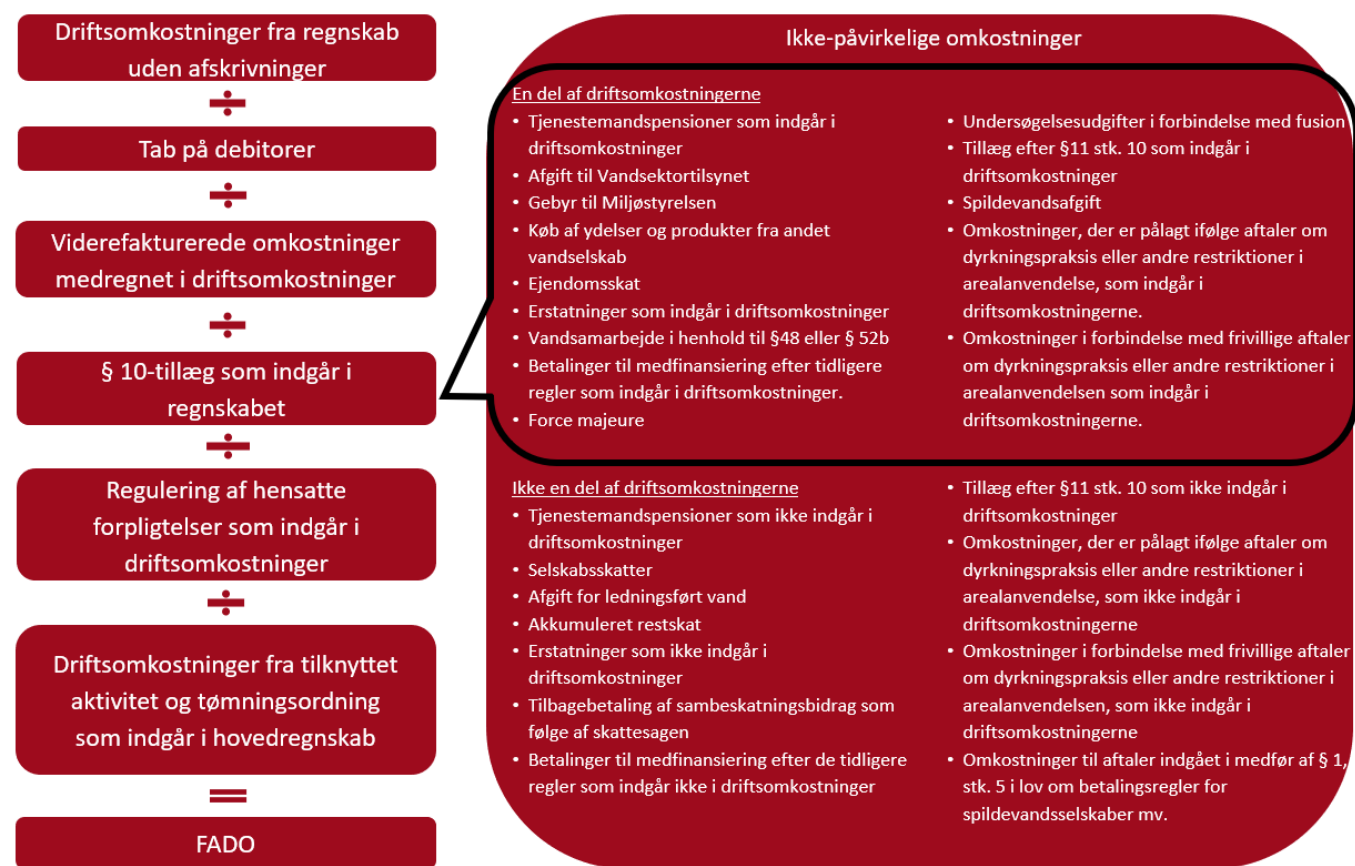 Driftsomkostninger fra regnskab
uden afskrivninger
÷
Tab på debitorer
÷
Viderefakturerede omkostninger
medregnet i driftsomkostninger
÷
§ 10-tillæg som indgår i
regnskabet
÷
Regulering af hensatte
forpligtelser som indgår i
driftsomkostninger
÷
Driftsomkostninger fra tilknyttet
aktivitet og tømningsordning
som indgår i hovedregnskab
=
FADO
Ikke-påvirkelige omkostninger
En del af driftsomkostningerne
• Tjenestemandspensioner som indgår i
driftsomkostninger
• Afgift til Vandsektortilsynet
• Gebyr til Miljøstyrelsen
• Køb af ydelser og produkter fra andet
vandselskab
• Ejendomsskat
• Erstatninger som indgår i driftsomkostninger
• Vandsamarbejde i henhold til §48 eller § 52b
• Betalinger til medfinansiering efter tidligere
regler som indgår i driftsomkostninger.
• Force majeure
• Undersøgelsesudgifter i forbindelse med fusion
• Tillæg efter §11 stk. 10 som indgår i
driftsomkostninger
• Spildevandsafgift
• Omkostninger, der er pålagt ifølge aftaler om
dyrkningspraksis eller andre restriktioner i
arealanvendelse, som indgår i
driftsomkostningerne.
• Omkostninger i forbindelse med frivillige aftaler
om dyrkningspraksis eller andre restriktioner i
arealanvendelsen som indgår i
driftsomkostningerne.
Ikke en del af driftsomkostningerne
• Tjenestemandspensioner som ikke indgår i
driftsomkostninger
• Selskabsskatter
• Afgift for ledningsført vand
• Akkumuleret restskat
• Erstatninger som ikke indgår i
driftsomkostninger
• Tilbagebetaling af sambeskatningsbidrag som
følge af skattesagen
• Betalinger til medfinansiering efter de tidligere
regler som indgår ikke i driftsomkostninger
• Tillæg efter §11 stk. 10 som ikke indgår i
driftsomkostninger
• Omkostninger, der er pålagt ifølge aftaler om
dyrkningspraksis eller andre restriktioner i
arealanvendelse, som ikke indgår i
driftsomkostningerne
• Omkostninger i forbindelse med frivillige aftaler
om dyrkningspraksis eller andre restriktioner i
arealanvendelsen, som ikke indgår i
driftsomkostningerne
• Omkostninger til aftaler indgået i medfør af § 1,
stk. 5 i lov om betalingsregler for
spildevandsselskaber mv.